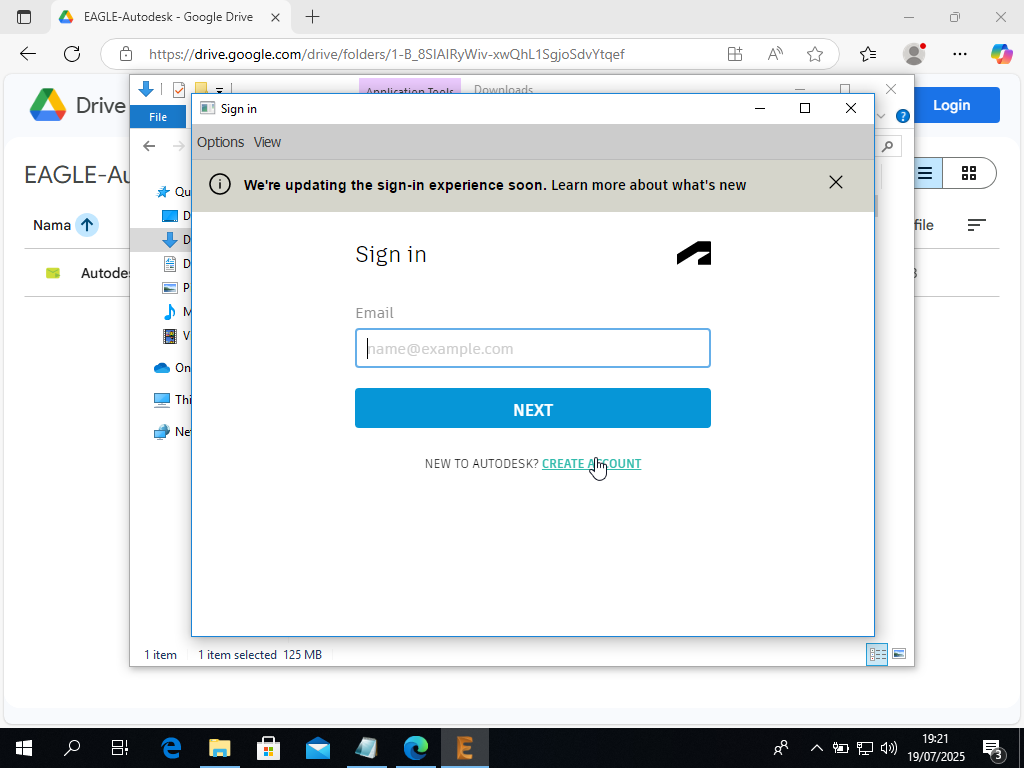 EAGLE-Autodesk - Google Drive
https://drive.google.com/drive/folders/1-B_8SIAIRyWiv-xwQhL1SgjoSdvYtqef
Drive
Login
Application Tools
Downloads
File
Sign in
Options View
We're updating the sign-in experience soon. Learn more about what's new
EAGLE-Au
Nama
file
Autodes
Qu
D
D
D
P
M
V
On
Thi
Ne
Sign in
Email
name@example.com
NEXT
NEW TO AUTODESK? CREATE ACCOUNT
1 item 1 item selected 125 MB
19:21
19/07/2025
3